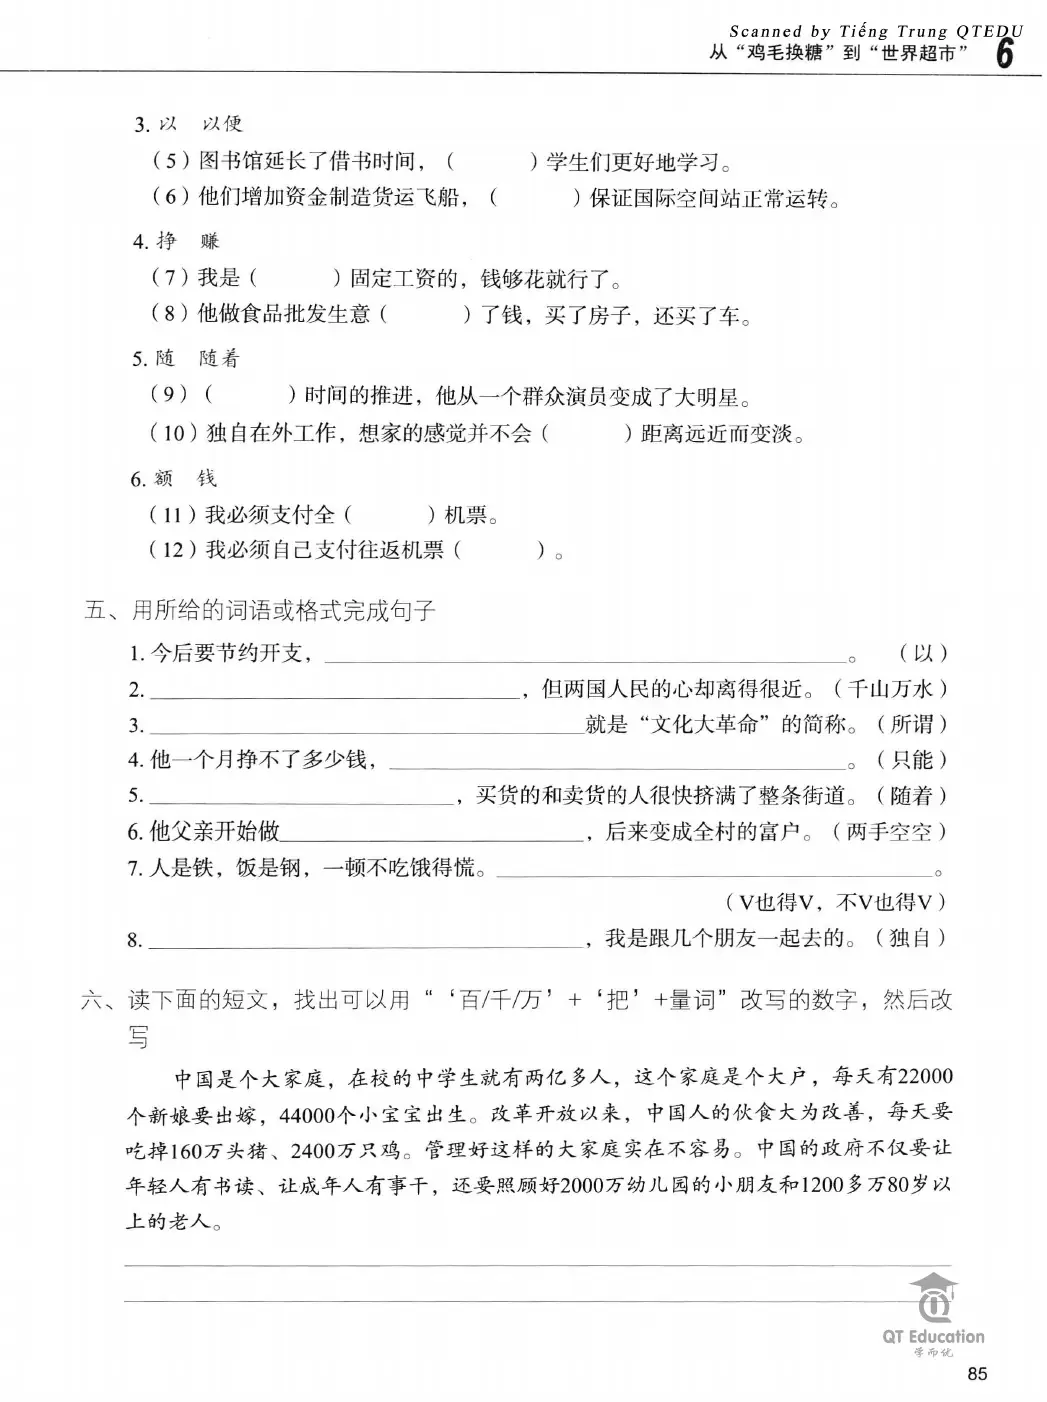 Scanned by Tiếng Trung QTEDU
从“鸡毛换糖”到“世界超市” 6
3. 以 以便
（5）图书馆延长了借书时间，（ ）学生们更好地学习。
（6）他们增加资金制造货运飞船，（ ）保证国际空间站正常运转。
4. 挣 赚
（7）我是（ ）固定工资的，钱够花就行了。
（8）他做食品批发生意（ ）了钱，买了房子，还买了车。
5. 随 随着
（9）（ ）时间的推进，他从一个群众演员变成了大明星。
（10）独自在外工作，想家的感觉并不会（ ）距离远近而变淡。
6. 额 钱
（11）我必须支付全（ ）机票。
（12）我必须自己支付往返机票（ ）。
五、用所给的词语或格式完成句子
1. 今后要节约开支，____。 （以）
2. ____，但两国人民的心却离得很近。（千山万水）
3. ____就是“文化大革命”的简称。（所谓）
4. 他一个月挣不了多少钱，____。（只能）
5. ____，买货的和卖货的人很快挤满了整条街道。（随着）
6. 他父亲开始做____，后来变成全村的富户。（两手空空）
7. 人是铁，饭是钢，一顿不吃饿得慌。____。
（V也得V，不V也得V）
8. ____，我是跟几个朋友一起去的。（独自）
六、读下面的短文，找出可以用“‘百/千/万’+‘把’+量词”改写的数字，然后改
写
中国是个大家庭，在校的中学生就有两亿多人，这个家庭是个大户，每天有22000
个新娘要出嫁，44000个小宝宝出生。改革开放以来，中国人的伙食大为改善，每天要
吃掉160万头猪、2400万只鸡。管理好这样的大家庭实在不容易。中国的政府不仅要让
年轻人有书读、让成年人有事干，还要照顾好2000万幼儿园的小朋友和1200多万80岁以
上的老人。
QT Education
学而优
85